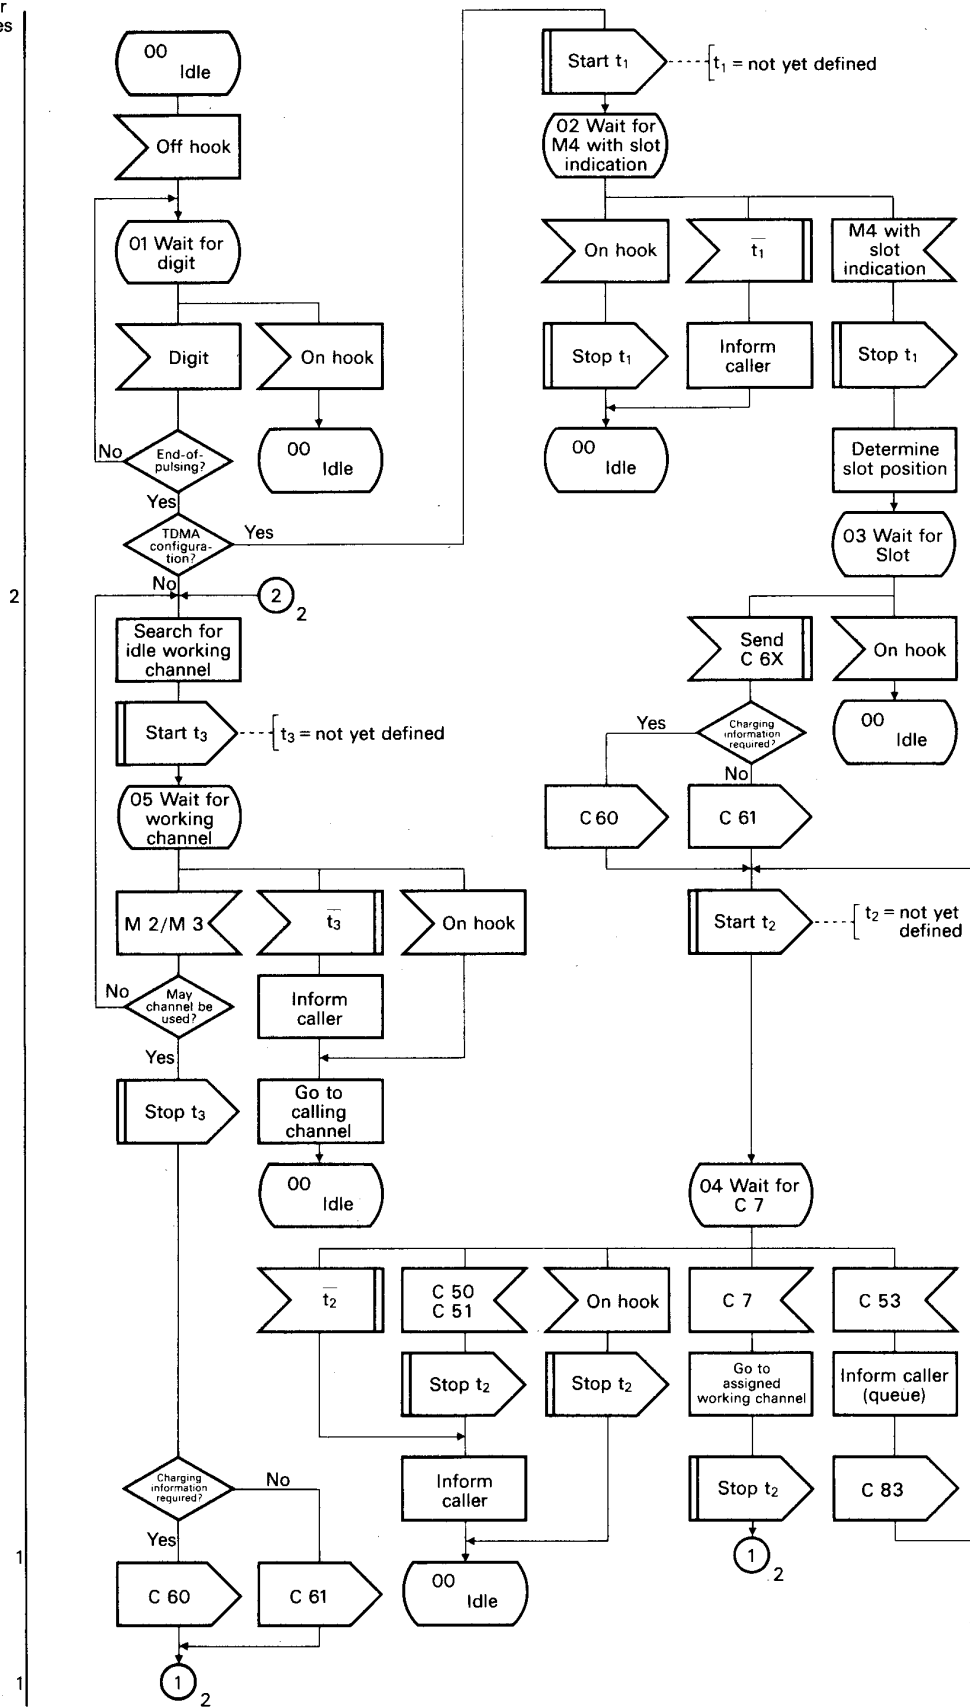 r
es
00
Idle
Off hook
01 Wait for
digit
Digit
On hook
No
End-of-
pulsing?
00
Idle
Yes
TDMA
configura-
tion?
Yes
No
2
2
2
Search for
idle working
channel
Start t3
t3 = not yet defined
05 Wait for
working
channel
M 2/M 3
t3
On hook
No
May
channel be
used?
Inform
caller
Yes
Stop t3
Go to
calling
channel
00
Idle
Start t1
t1 = not yet defined
02 Wait for
M4 with slot
indication
On hook
t1
M4 with
slot
indication
Stop t1
Inform
caller
Stop t1
00
Idle
Determine
slot position
03 Wait for
Slot
Send
C 6X
On hook
Yes
Charging
information
required?
00
Idle
No
C 60
C 61
Start t2
t2 = not yet
defined
04 Wait for
C 7
t2
C 50
C 51
On hook
C 7
C 53
Stop t2
Stop t2
Go to
assigned
working channel
Inform caller
(queue)
Charging
information
required?
No
Inform
caller
Stop t2
C 83
Yes
1
1
2
C 60
C 61
00
Idle
1
1
2